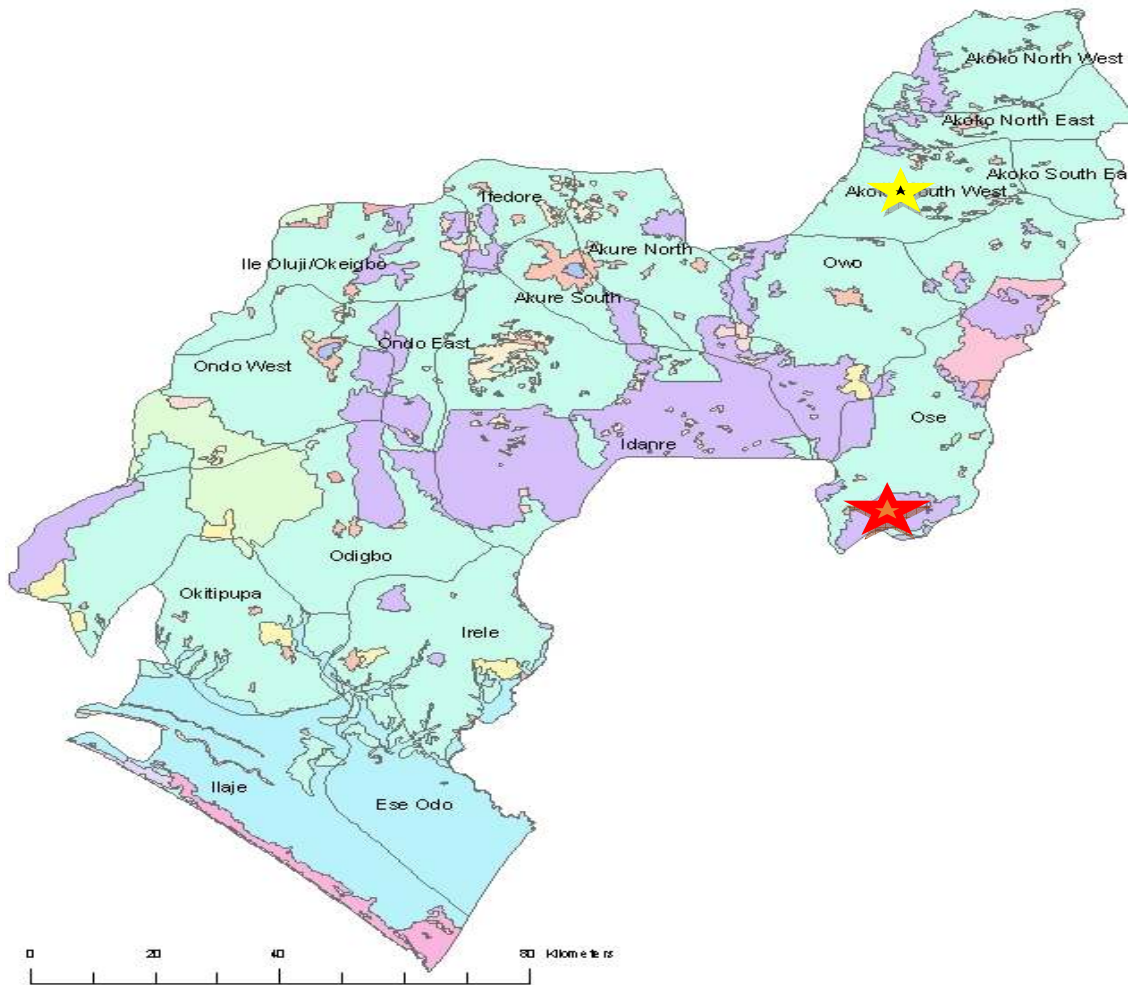 Akoko North West
Akoko North East
Akoko South Ea
Akoko South West
Ifedore
Akure North
Ile Oluji/Okeigbo
Owo
Akure South
Ondo East
Ondo West
Ose
Idanre
Odigbo
Okitipupa
Irele
Ilaje
Ese Odo
0 20 40 80 Kilometers